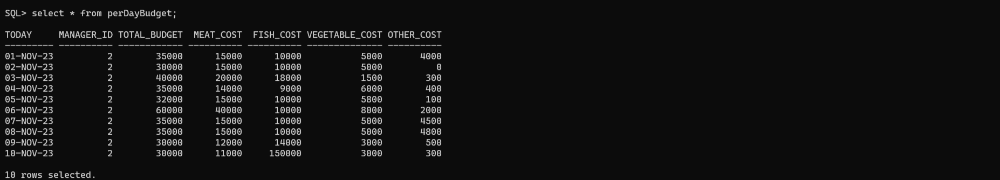 SQL> select * from perDayBudget;
TODAY     MANAGER_ID TOTAL_BUDGET  MEAT_COST  FISH_COST VEGETABLE_COST OTHER_COST
--------- ---------- ------------ ---------- ---------- -------------- ----------
01-NOV-23          2        35000      15000      10000           5000       4000
02-NOV-23          2        30000      15000      10000           5000          0
03-NOV-23          2        40000      20000      18000           1500        300
04-NOV-23          2        35000      14000       9000           6000        400
05-NOV-23          2        32000      15000      10000           5800        100
06-NOV-23          2        60000      40000      10000           8000       2000
07-NOV-23          2        35000      15000      10000           5000       4500
08-NOV-23          2        35000      15000      10000           5000       4800
09-NOV-23          2        30000      12000      14000           3000        500
10-NOV-23          2        30000      11000     150000           3000        300
10 rows selected.